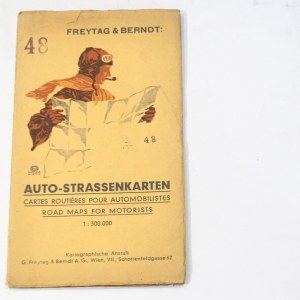 FREYTAG & BERNDT:
48
48
AUTO-STRASSENKARTEN
CARTES ROUTIÈRES POUR AUTOMOBILISTES
ROAD MAPS FOR MOTORISTS
1 : 300.000
Kartographische Anstalt
G. Freytag & Berndt A. G., Wien, VII., Schottenfeldgasse 62